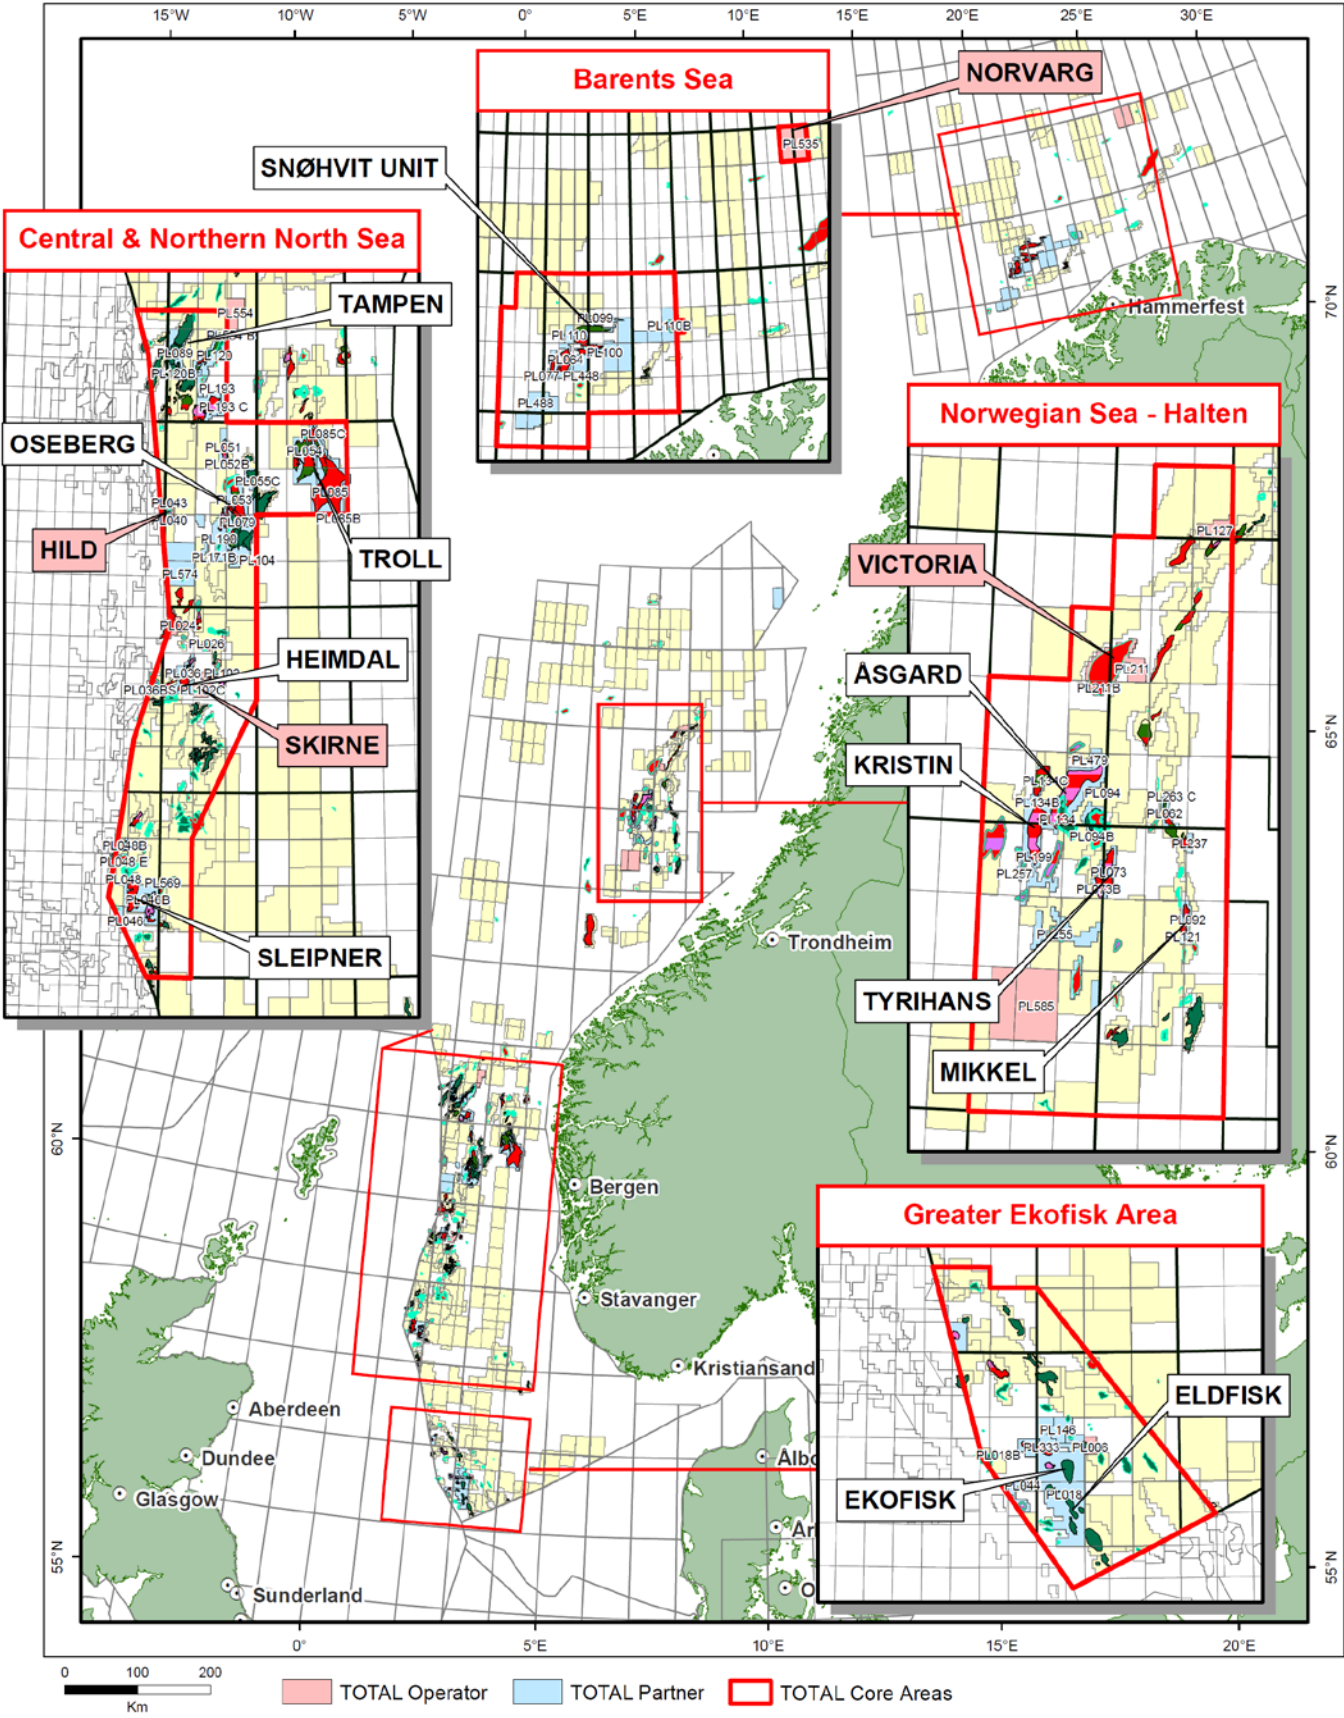 15°W 10°W 5°W 0° 5°E 10°E 15°E 20°E 25°E 30°E
Barents Sea
NORVARG
PL535
SNØHVIT UNIT
PL099
PL110B
PL110
PL100
PL064
PL077 PL448
PL488
Hammerfest
70°N
Central & Northern North Sea
TAMPEN
PL554
PL089 PL120
PL120B
PL193
PL193 C
OSEBERG
PL085C
PL051
PL054
PL052B
PL055C
PL085
PL053
PL043
PL040
PL079
PL085B
HILD
PL190
PL171B PL104
TROLL
PL574
PL024
PL026
HEIMDAL
PL036
PL036BS PL102C
SKIRNE
PL048B
PL048 E
PL048 PL569
PL046B
PL046
SLEIPNER
Norwegian Sea - Halten
PL127
VICTORIA
PL211
PL211B
ÅSGARD
KRISTIN
PL479
PL134C
PL094
PL134B
PL263 C
PL062
PL134
PL094B
PL237
PL199
PL257
PL073
PL073B
PL092
PL121
PL255
TYRIHANS
PL585
MIKKEL
65°N
65°N
Trondheim
60°N
60°N
Bergen
Stavanger
Kristiansand
Aberdeen
Dundee
Glasgow
Sunderland
Ålbo
År
O
Greater Ekofisk Area
ELDFISK
PL146
PL333 PL006
PL018B
PL044
PL018
EKOFISK
55°N
55°N
0° 5°E 10°E 15°E 20°E
0 100 200
Km
TOTAL Operator TOTAL Partner TOTAL Core Areas